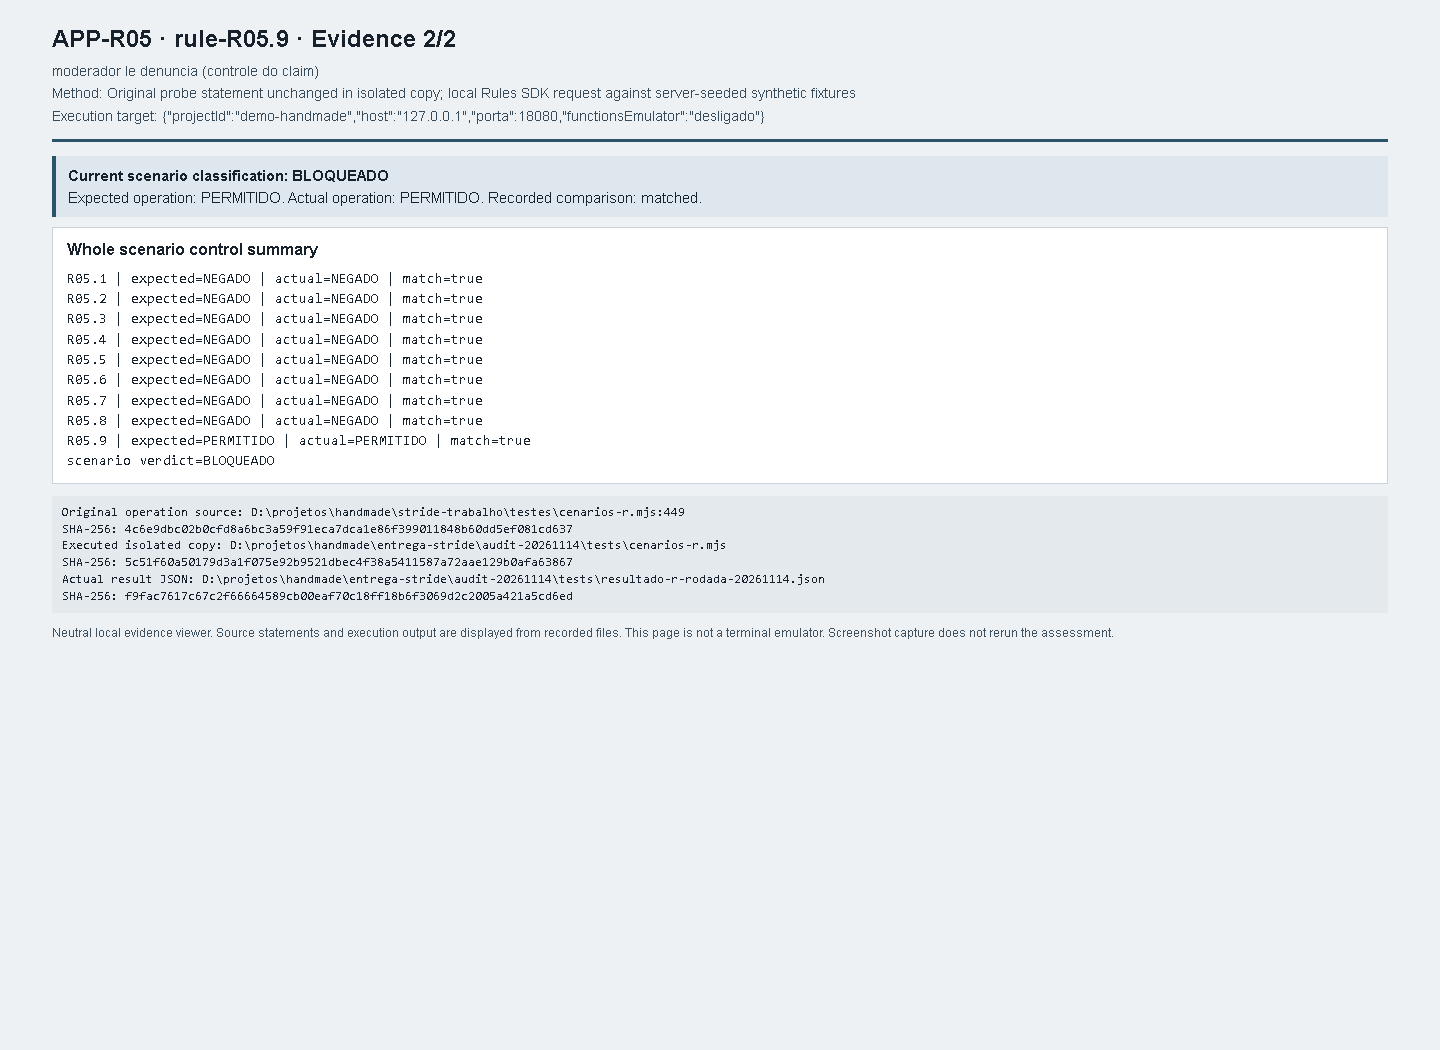 APP-R05 · rule-R05.9 · Evidence 2/2
moderador le denuncia (controle do claim)
Method: Original probe statement unchanged in isolated copy; local Rules SDK request against server-seeded synthetic fixtures
Execution target: {"projectId":"demo-handmade","host":"127.0.0.1","porta":18080,"functionsEmulator":"desligado"}
Current scenario classification: BLOQUEADO
Expected operation: PERMITIDO. Actual operation: PERMITIDO. Recorded comparison: matched.
Whole scenario control summary
R05.1 | expected=NEGADO | actual=NEGADO | match=true
R05.2 | expected=NEGADO | actual=NEGADO | match=true
R05.3 | expected=NEGADO | actual=NEGADO | match=true
R05.4 | expected=NEGADO | actual=NEGADO | match=true
R05.5 | expected=NEGADO | actual=NEGADO | match=true
R05.6 | expected=NEGADO | actual=NEGADO | match=true
R05.7 | expected=NEGADO | actual=NEGADO | match=true
R05.8 | expected=NEGADO | actual=NEGADO | match=true
R05.9 | expected=PERMITIDO | actual=PERMITIDO | match=true
scenario verdict=BLOQUEADO
Original operation source: D:\projetos\handmade\stride-trabalho\testes\cenarios-r.mjs:449
SHA-256: 4c6e9dbc02b0cfd8a6bc3a59f91eca7dca1e86f399011848b60dd5ef081cd637
Executed isolated copy: D:\projetos\handmade\entrega-stride\audit-20261114\tests\cenarios-r.mjs
SHA-256: 5c51f60a50179d3a1f075e92b9521dbec4f38a5411587a72aae129b0afa63867
Actual result JSON: D:\projetos\handmade\entrega-stride\audit-20261114\tests\resultado-r-rodada-20261114.json
SHA-256: f9fac7617c67c2f66664589cb00eaf70c18ff18b6f3069d2c2005a421a5cd6ed
Neutral local evidence viewer. Source statements and execution output are displayed from recorded files. This page is not a terminal emulator. Screenshot capture does not rerun the assessment.